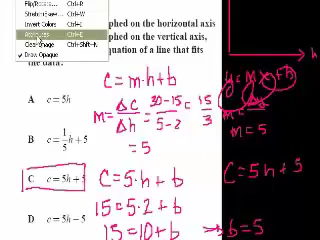 Flip/Rotate... Ctrl+R
Stretch/Skew... Ctrl+W
Invert Colors Ctrl+I
Attributes... Ctrl+E
Clear Image Ctrl+Shft+N
Draw Opaque
phed on the horizontal axis
phed on the vertical axis,
equation of a line that fits
the data?
h
c = m·h + b
y = mx + b
A c = 5h
m = Δc/Δh = 30-15/5-2 = 15/3
= 5
m = 5
B c = 1/5 h + 5
C c = 5h + 5
c = 5·h + b
c = 5h + 5
15 = 5·2 + b
D c = 5h − 5
15 = 10 + b
→ b = 5